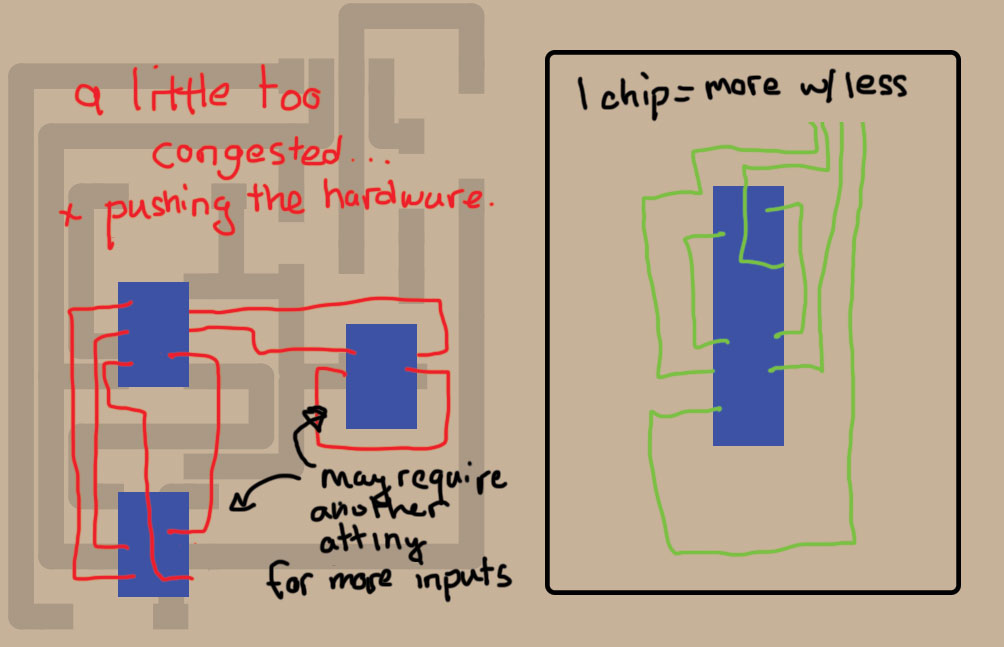 a little too
congested...
+ pushing the hardware.
may require
another
attiny
for more inputs
1 chip = more w/ less